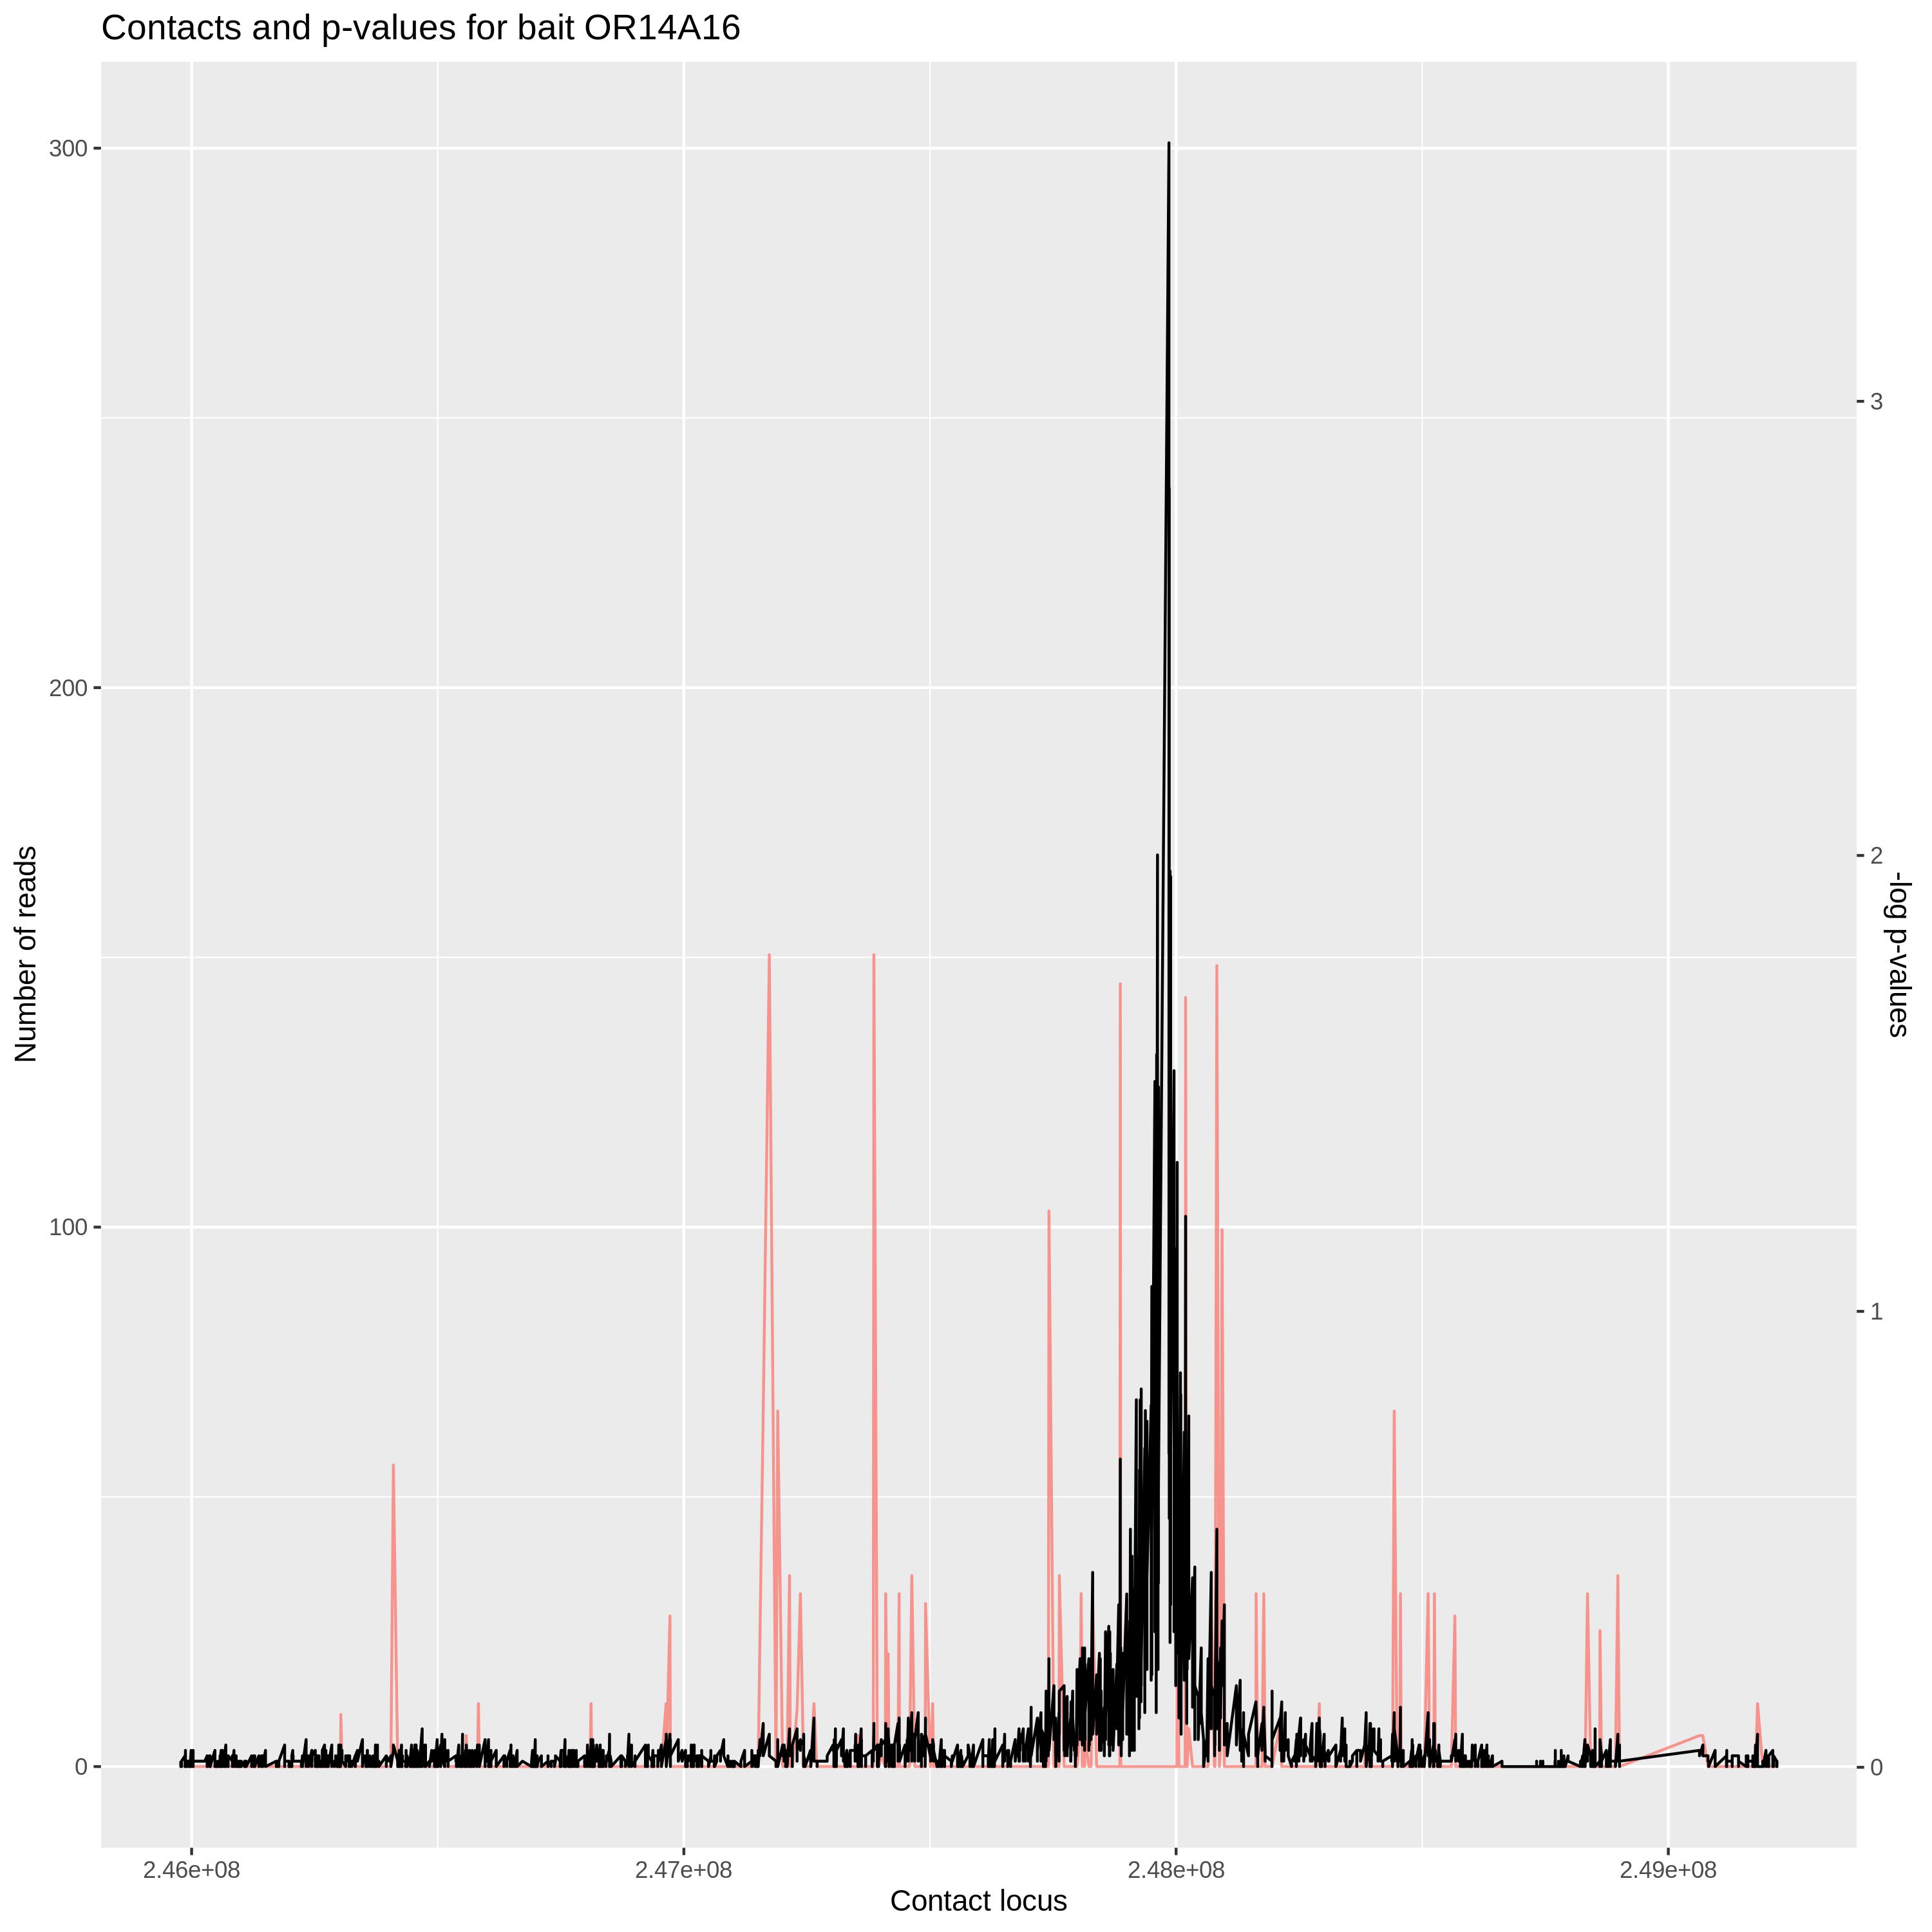 Contacts and p-values for bait OR14A16
300
200
100
0
Number of reads
3
2
1
0
-log p-values
2.46e+08
2.47e+08
2.48e+08
2.49e+08
Contact locus